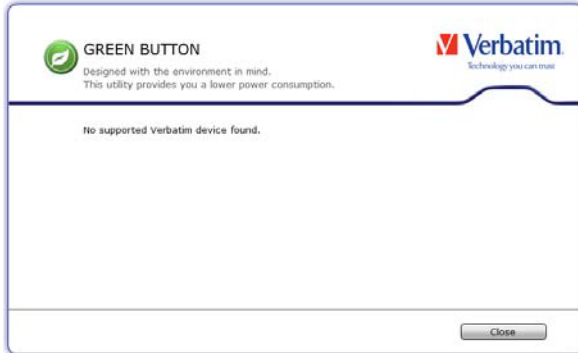 GREEN BUTTON
Designed with the environment in mind.
This utility provides you a lower power consumption.
Verbatim.
Technology you can trust
No supported Verbatim device found.
Close